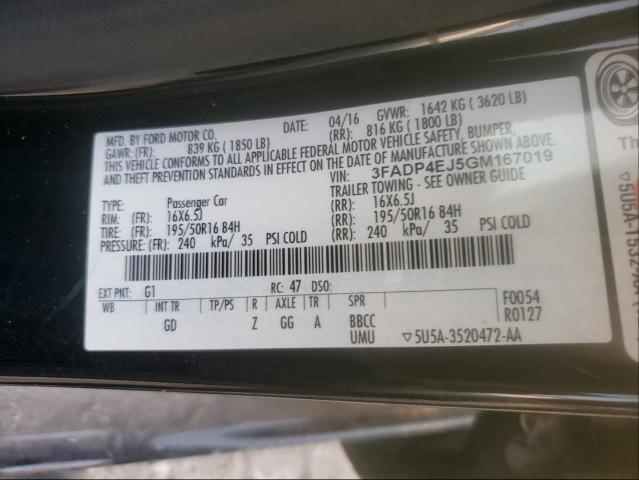 MFD. BY FORD MOTOR CO. DATE: 04/16 GVWR: 1642 KG ( 3620 LB)
GAWR: (FR): 839 KG ( 1850 LB) (RR): 816 KG ( 1800 LB)
THIS VEHICLE CONFORMS TO ALL APPLICABLE FEDERAL MOTOR VEHICLE SAFETY, BUMPER,
AND THEFT PREVENTION STANDARDS IN EFFECT ON THE DATE OF MANUFACTURE SHOWN ABOVE.
VIN: 3FADP4EJ5GM167019
TYPE: Passenger Car TRAILER TOWING - SEE OWNER GUIDE
RIM: (FR): 16X6.5J (RR): 16X6.5J
TIRE: (FR): 195/50R16 84H (RR): 195/50R16 84H
PRESSURE: (FR): 240 kPa/ 35 PSI COLD (RR): 240 kPa/ 35 PSI COLD
EXT PNT: G1 RC: 47 DSO:
WB INT TR TP/PS R AXLE TR SPR F0054
GD Z GG A BBCC R0127
UMU ▽5U5A-3520472-AA
Th